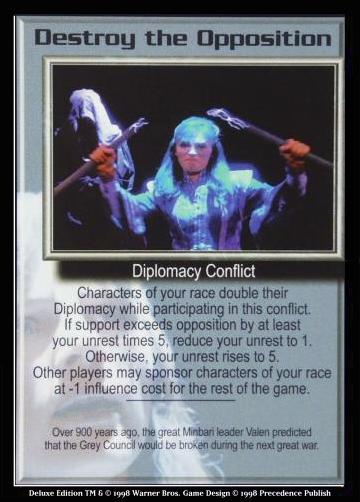 Destroy the Opposition
Diplomacy Conflict
Characters of your race double their
Diplomacy while participating in this conflict.
If support exceeds opposition by at least
your unrest times 5, reduce your unrest to 1.
Otherwise, your unrest rises to 5.
Other players may sponsor characters of your race
at -1 influence cost for the rest of the game.
Over 900 years ago, the great Minbari leader Valen predicted
that the Grey Council would be broken during the next great war.
Deluxe Edition TM & © 1998 Warner Bros. Game Design © 1998 Precedence Publish